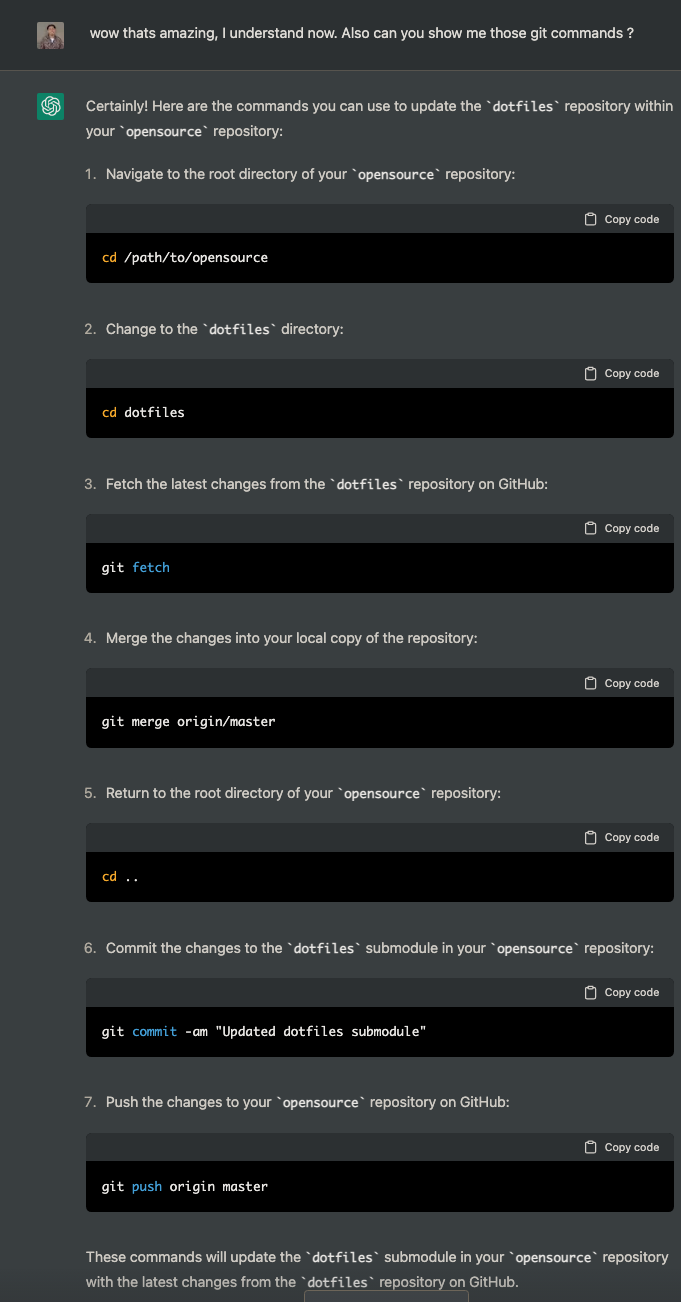 wow thats amazing, I understand now. Also can you show me those git commands ?
Certainly! Here are the commands you can use to update the `dotfiles` repository within
your `opensource` repository:
1. Navigate to the root directory of your `opensource` repository:
Copy code
cd /path/to/opensource
2. Change to the `dotfiles` directory:
Copy code
cd dotfiles
3. Fetch the latest changes from the `dotfiles` repository on GitHub:
Copy code
git fetch
4. Merge the changes into your local copy of the repository:
Copy code
git merge origin/master
5. Return to the root directory of your `opensource` repository:
Copy code
cd ..
6. Commit the changes to the `dotfiles` submodule in your `opensource` repository:
Copy code
git commit -am "Updated dotfiles submodule"
7. Push the changes to your `opensource` repository on GitHub:
Copy code
git push origin master
These commands will update the `dotfiles` submodule in your `opensource` repository
with the latest changes from the `dotfiles` repository on GitHub.